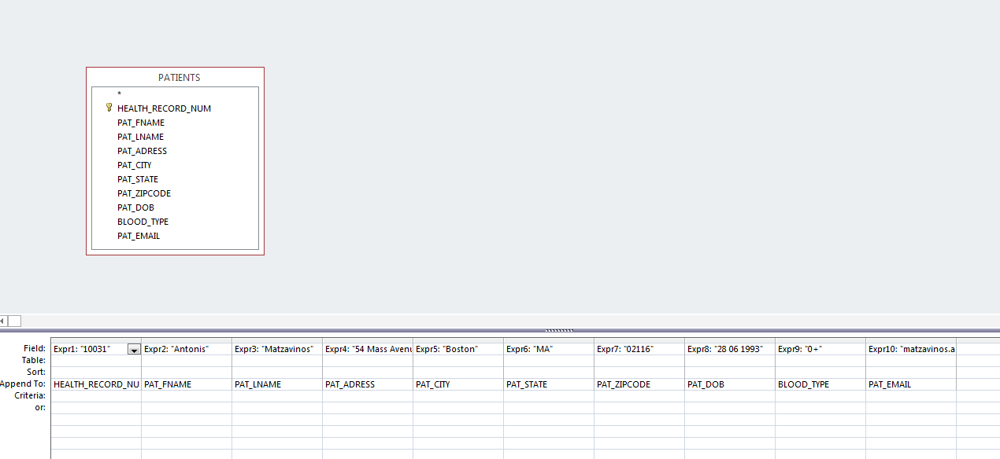 PATIENTS
*
HEALTH_RECORD_NUM
PAT_FNAME
PAT_LNAME
PAT_ADRESS
PAT_CITY
PAT_STATE
PAT_ZIPCODE
PAT_DOB
BLOOD_TYPE
PAT_EMAIL
Field: Expr1: "10031" Expr2: "Antonis" Expr3: "Matzavinos" Expr4: "54 Mass Avenu Expr5: "Boston" Expr6: "MA" Expr7: "02116" Expr8: "28 06 1993" Expr9: "0+" Expr10: "matzavinos.a
Table:
Sort:
Append To: HEALTH_RECORD_NU PAT_FNAME PAT_LNAME PAT_ADRESS PAT_CITY PAT_STATE PAT_ZIPCODE PAT_DOB BLOOD_TYPE PAT_EMAIL
Criteria:
or: